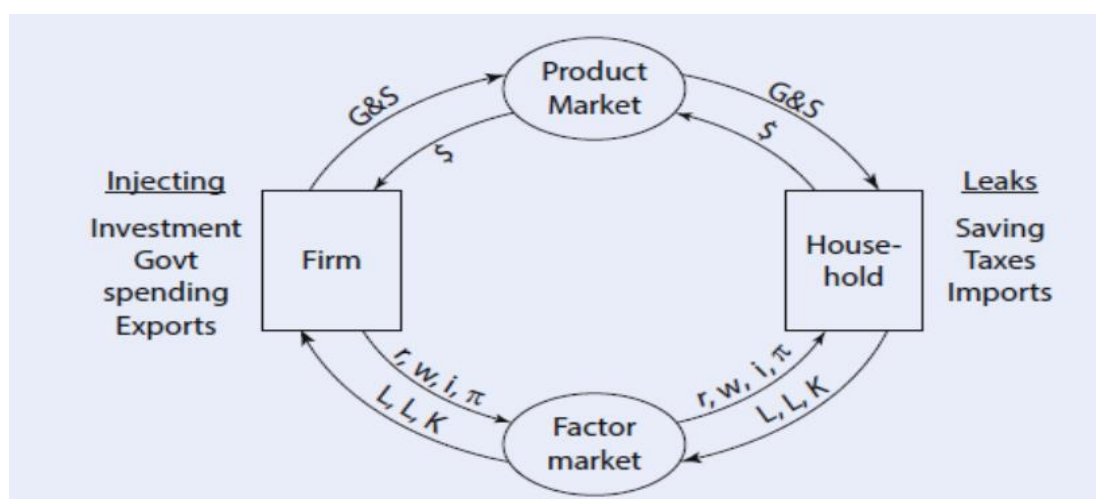 Product
Market
G&S
G&S
$
$
Injecting
Investment
Govt
spending
Exports
Firm
House-
hold
Leaks
Saving
Taxes
Imports
r, w, i, π
L, L, K
r, w, i, π
L, L, K
Factor
market